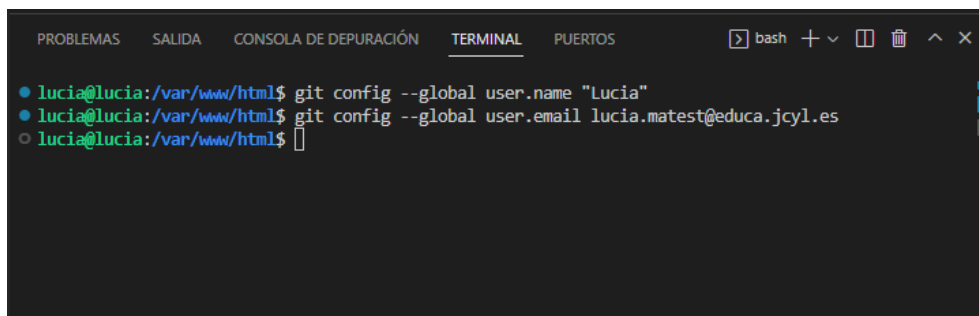 PROBLEMAS SALIDA CONSOLA DE DEPURACIÓN TERMINAL PUERTOS bash
lucia@lucia:/var/www/html$ git config --global user.name "Lucia"
lucia@lucia:/var/www/html$ git config --global user.email lucia.matest@educa.jcyl.es
lucia@lucia:/var/www/html$